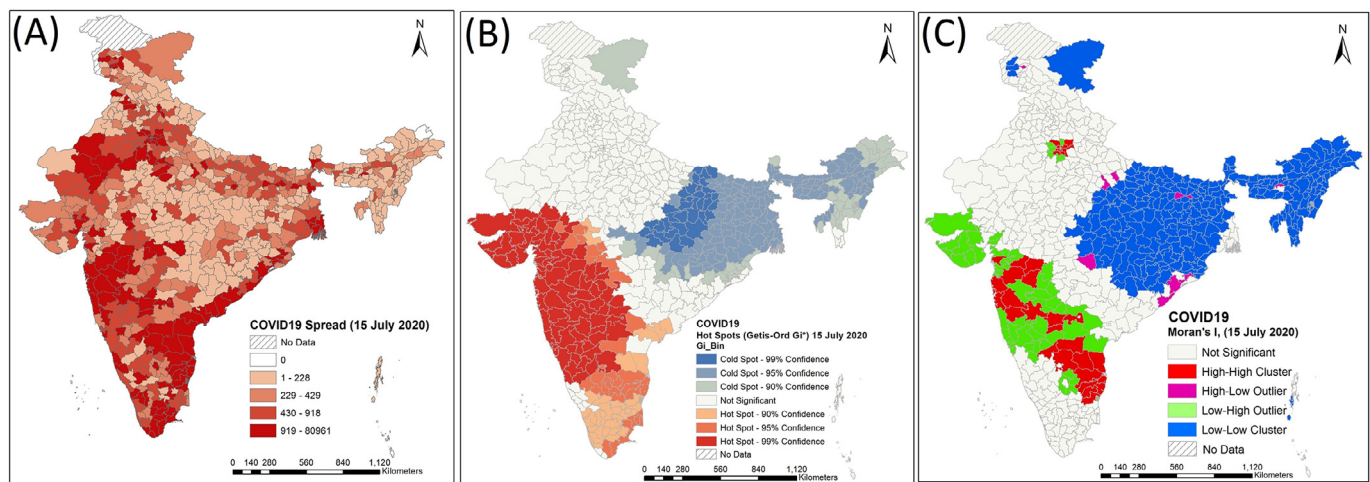 (A)
N
COVID19 Spread (15 July 2020)
No Data
0
1 - 228
229 - 429
430 - 918
919 - 80961
0 140 280 560 840 1,120
Kilometers
(B)
N
COVID19
Hot Spots (Getis-Ord Gi*) 15 July 2020
Gi_Bin
Cold Spot - 99% Confidence
Cold Spot - 95% Confidence
Cold Spot - 90% Confidence
Not Significant
Hot Spot - 90% Confidence
Hot Spot - 95% Confidence
Hot Spot - 99% Confidence
No Data
0 140 280 560 840 1,120
Kilometers
(C)
N
COVID19
Moran's I, (15 July 2020)
Not Significant
High-High Cluster
High-Low Outlier
Low-High Outlier
Low-Low Cluster
No Data
0 140 280 560 840 1,120
Kilometers